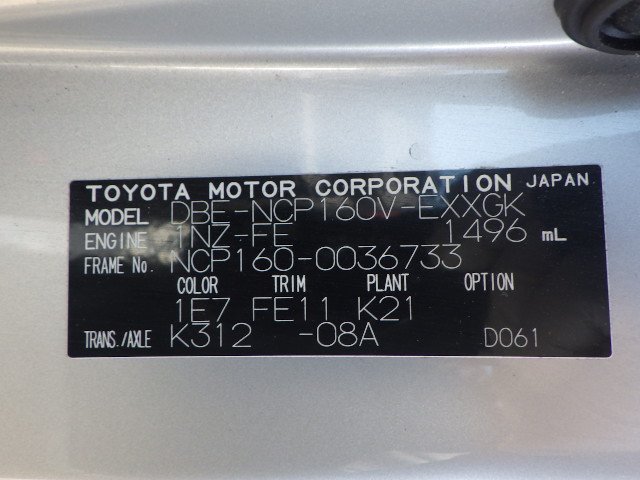 TOYOTA MOTOR CORPORATION JAPAN
MODEL DBE-NCP160V-EXXGK
ENGINE 1NZ-FE 1496 mL
FRAME No. NCP160-0036733
COLOR TRIM PLANT OPTION
1E7 FE11 K21
TRANS./AXLE K312 -08A D061